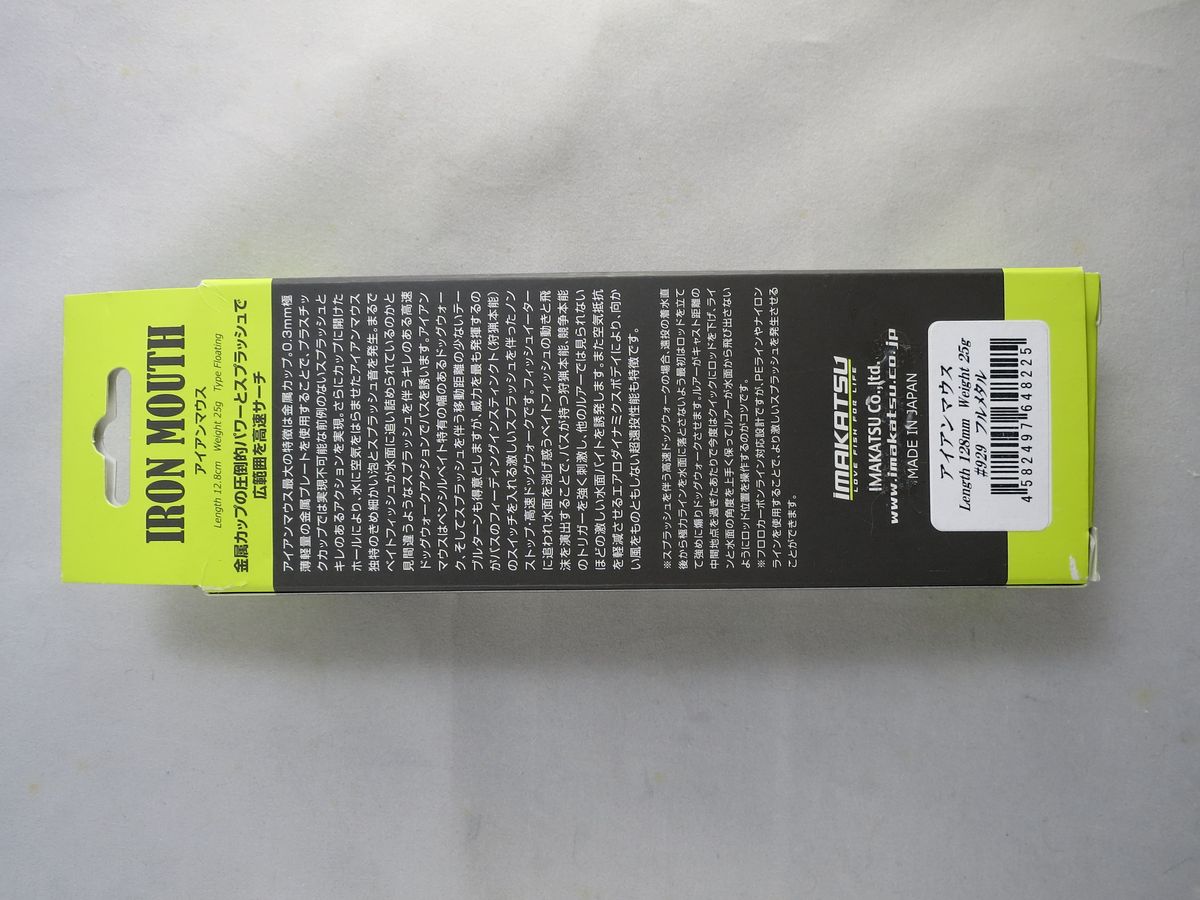 IRON MOUTH
アイアンマウス
Length 12.8cm Weight 25g Type Floating
金属カップの圧倒的パワーとスプラッシュで
広範囲を高速サーチ
アイアンマウス最大の特徴は金属カップ。0.3mm極
薄軽量の金属プレートを使用することで、プラスチッ
クカップでは実現不可能な前例のないスプラッシュと
キレのあるアクションを実現。さらにカップに開けた
ホールにより、水に空気をはらませたアイアンマウス
独特のきめ細かい泡とスプラッシュ音を発生。まるで
ベイトフィッシュが水面に追い詰められているのかと
見間違うようなスプラッシュを伴うキレのある高速
ドッグウォークアクションでバスを誘います。アイアン
マウスはペンシルベイト特有の幅のあるドッグウォー
ク、そしてスプラッシュを伴う移動距離の少ないテー
ブルターンも得意としますが、威力を最も発揮するの
がバスのフィーディングインスティンクト(狩猟本能)
のスイッチを入れる激しいスプラッシュを伴ったノン
ストップ高速ドッグウォークです。フィッシュイーター
に追われ水面を逃げ惑うベイトフィッシュの動きと飛
沫を演出することで、バスが持つ狩猟本能、競争本能
のトリガーを強く刺激し、他のルアーでは見られない
ほどの激しい水面バイトを誘発します。また空気抵抗
を軽減させるエアロダイナミクスボディにより、向か
い風をものともしない超遠投性能も特徴です。
※スプラッシュを伴う高速ドッグウォークの場合、遠投の着水直
後から極力ラインを水面に落とさないよう最初はロッドを立て
て強めに煽りドッグウォークさせます。ルアーがキャスト距離の
中間地点を過ぎたあたりで今度はクイックにロッドを下げ、ライ
ンと水面の角度を上手く保ってルアーが水面から飛び出さない
ようにロッド位置を操作するのがコツです。
※フロロカーボンライン対応設計ですが、PEラインやナイロン
ラインを使用することで、より激しいスプラッシュを発生させる
ことができます。
IMAKATSU
LOVE FISH FOR LIFE
IMAKATSU CO.,ltd.
www.imakatsu.co.jp
MADE IN JAPAN
アイアンマウス
Length 128mm Weight 25g
#929 フルメタル
4 582497 648225